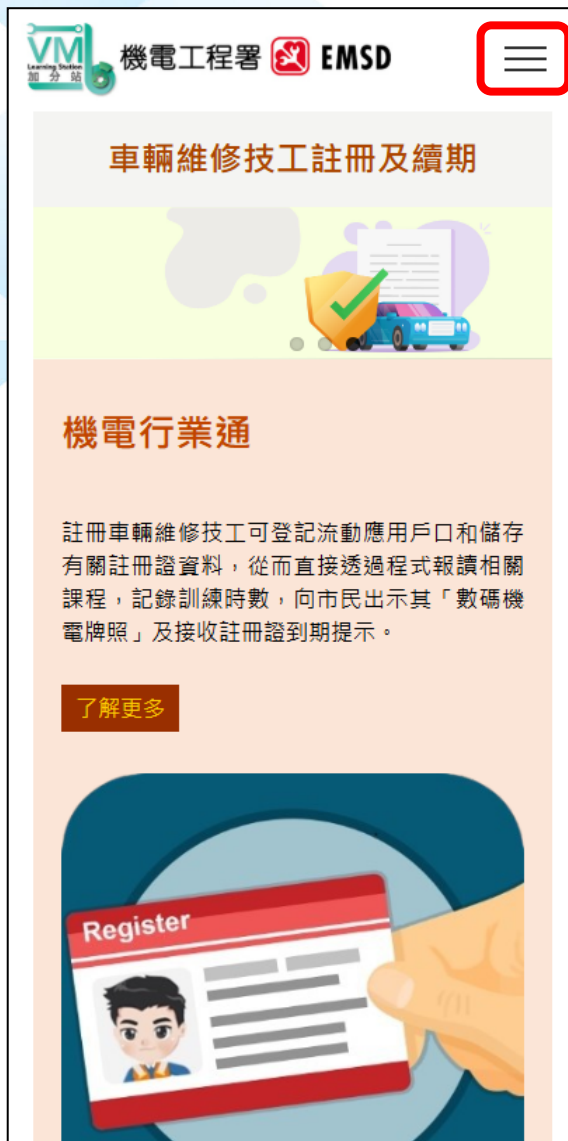 VM
Learning Station
加 分 站
機電工程署 EMSD
車輛維修技工註冊及續期
機電行業通
註冊車輛維修技工可登記流動應用戶口和儲存
有關註冊證資料，從而直接透過程式報讀相關
課程，記錄訓練時數，向市民出示其「數碼機
電牌照」及接收註冊證到期提示。
了解更多
Register